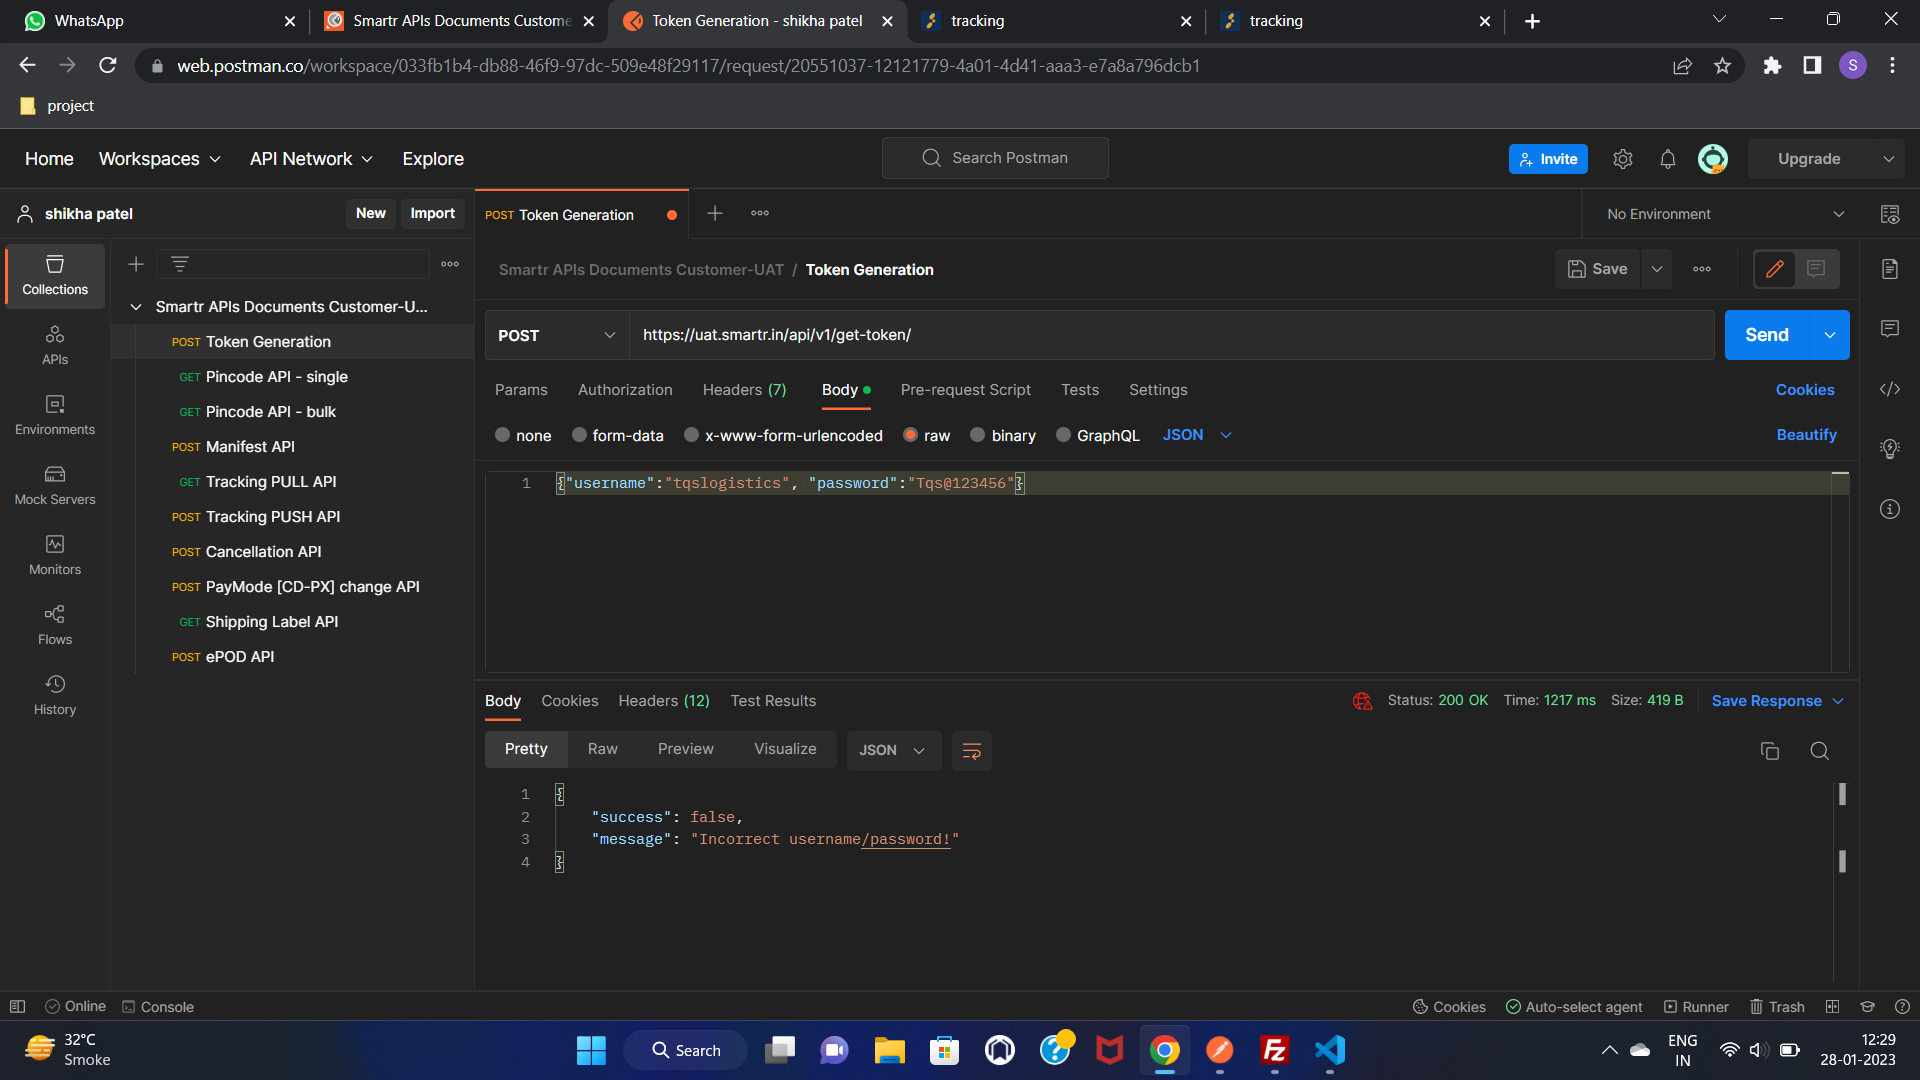 WhatsApp
Smartr APIs Documents Custome
Token Generation - shikha patel
tracking
tracking
web.postman.co/workspace/033fb1b4-db88-46f9-97dc-509e48f29117/request/20551037-12121779-4a01-4d41-aaa3-e7a8a796dcb1
S
project
Home
Workspaces
API Network
Explore
Search Postman
Invite
Upgrade
shikha patel
New
Import
POST Token Generation
No Environment
Collections
APIs
Environments
Mock Servers
Monitors
Flows
History
Smartr APIs Documents Customer-U...
POST Token Generation
GET Pincode API - single
GET Pincode API - bulk
POST Manifest API
GET Tracking PULL API
POST Tracking PUSH API
POST Cancellation API
POST PayMode [CD-PX] change API
GET Shipping Label API
POST ePOD API
Smartr APIs Documents Customer-UAT / Token Generation
Save
POST
https://uat.smartr.in/api/v1/get-token/
Send
Params
Authorization
Headers (7)
Body
Pre-request Script
Tests
Settings
Cookies
none
form-data
x-www-form-urlencoded
raw
binary
GraphQL
JSON
Beautify
1 {"username":"tqslogistics", "password":"Tqs@123456"}
Body
Cookies
Headers (12)
Test Results
Status: 200 OK
Time: 1217 ms
Size: 419 B
Save Response
Pretty
Raw
Preview
Visualize
JSON
1 {
2 "success": false,
3 "message": "Incorrect username/password!"
4 }
Online
Console
Cookies
Auto-select agent
Runner
Trash
32°C
Smoke
Search
ENG
IN
12:29
28-01-2023